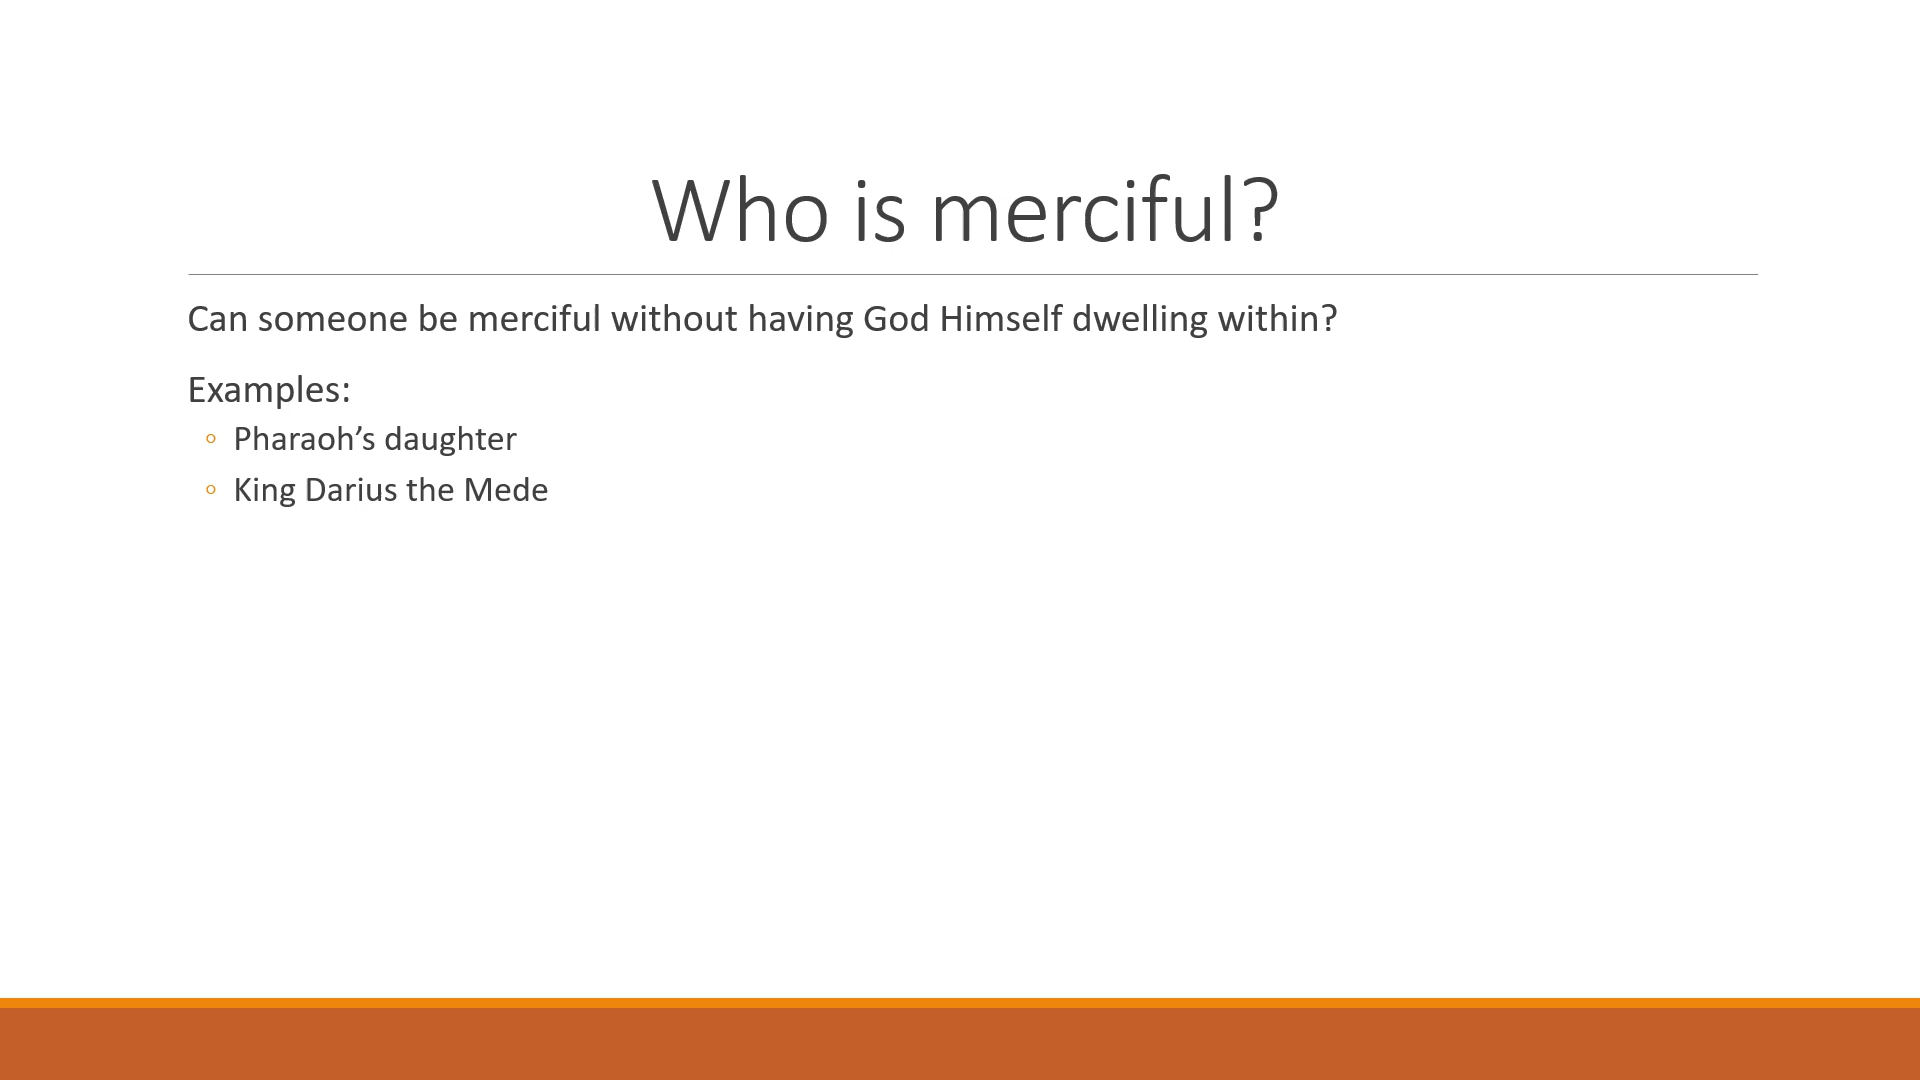 Who is merciful?
Can someone be merciful without having God Himself dwelling within?
Examples:
◦ Pharaoh’s daughter
◦ King Darius the Mede